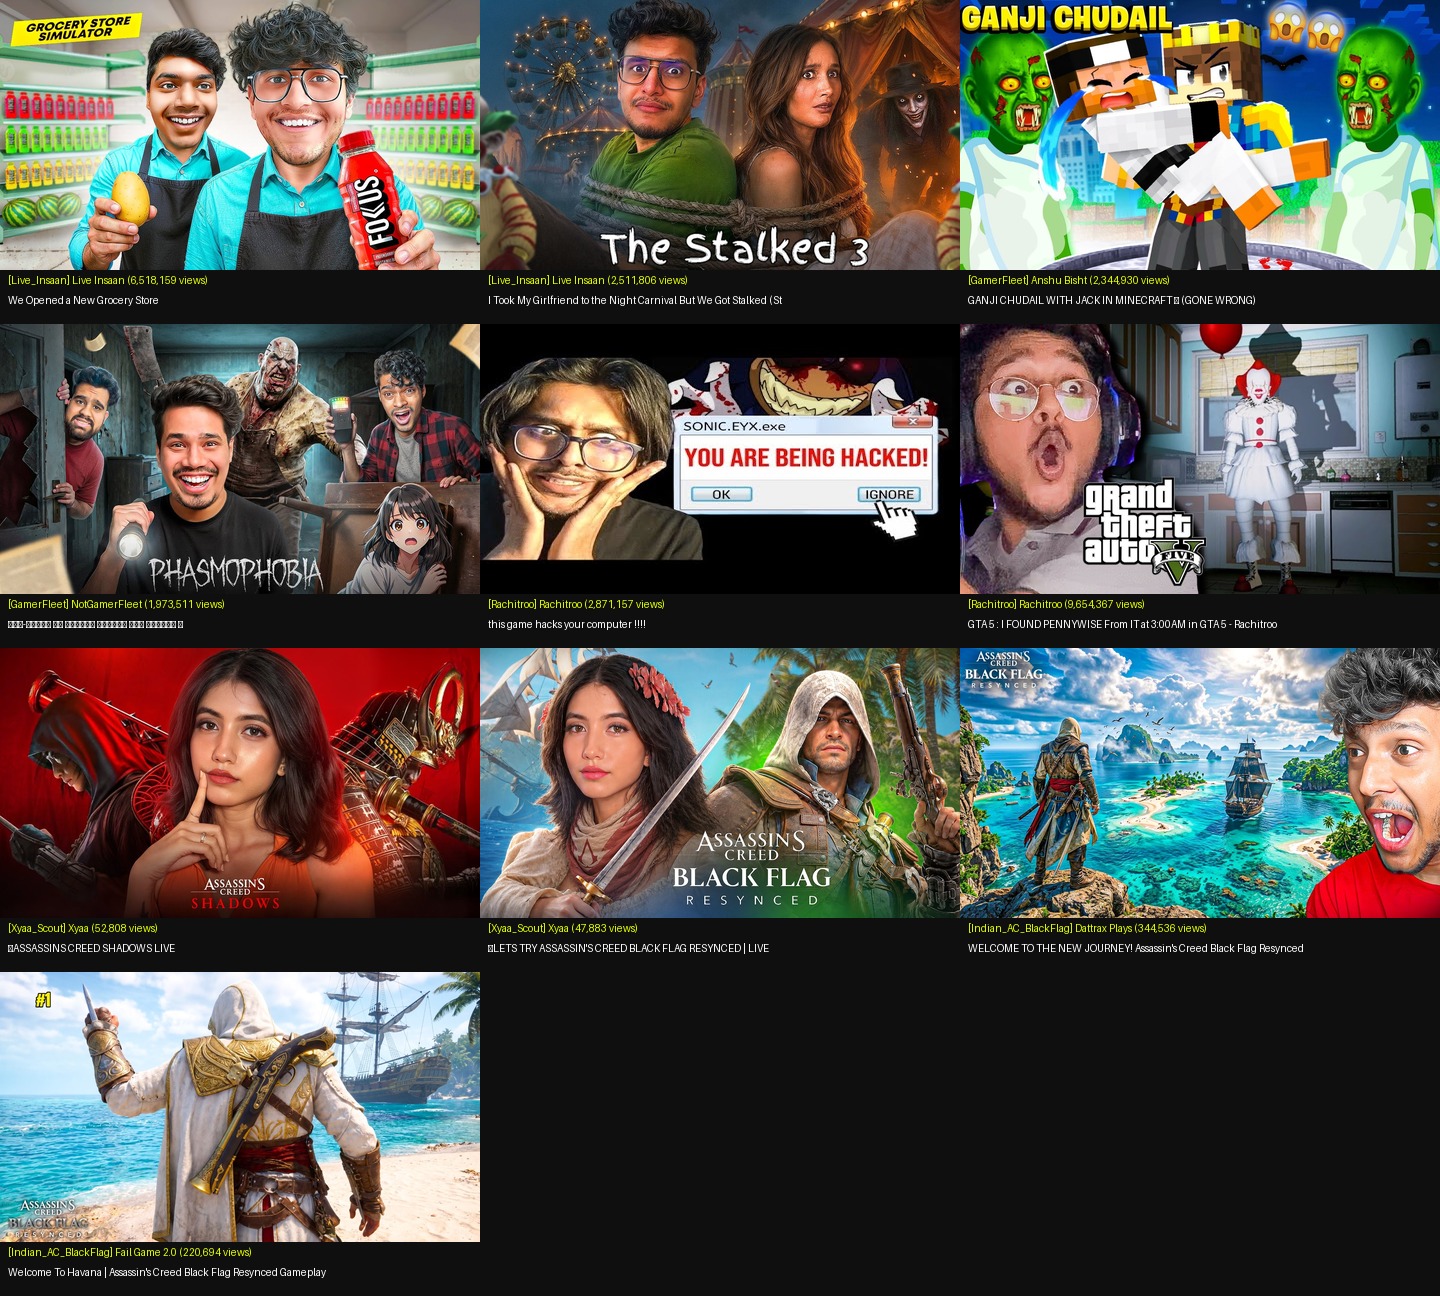 GROCERY STORE
SIMULATOR
FOKUS
[Live_Insaan] Live Insaan (6,518,159 views)
We Opened a New Grocery Store
The Stalked 3
[Live_Insaan] Live Insaan (2,511,806 views)
I Took My Girlfriend to the Night Carnival But We Got Stalked (St
GANJI CHUDAIL
[GamerFleet] Anshu Bisht (2,344,930 views)
GANJI CHUDAIL WITH JACK IN MINECRAFT (GONE WRONG)
PHASMOPHOBIA
[GamerFleet] NotGamerFleet (1,973,511 views)
SONIC.EYX.exe
YOU ARE BEING HACKED!
OK
IGNORE
[Rachitroo] Rachitroo (2,871,157 views)
this game hacks your computer !!!!
grand
theft
auto
FIVE
[Rachitroo] Rachitroo (9,654,367 views)
GTA 5 : I FOUND PENNYWISE From IT at 3:00AM in GTA 5 - Rachitroo
ASSASSIN'S
CREED
SHADOWS
[Xyaa_Scout] Xyaa (52,808 views)
ASSASSINS CREED SHADOWS LIVE
ASSASSIN'S
CREED
BLACK FLAG
RESYNCED
[Xyaa_Scout] Xyaa (47,883 views)
LETS TRY ASSASSIN'S CREED BLACK FLAG RESYNCED | LIVE
ASSASSIN'S
CREED
BLACK FLAG
RESYNCED
[Indian_AC_BlackFlag] Dattrax Plays (344,536 views)
WELCOME TO THE NEW JOURNEY! Assassin's Creed Black Flag Resynced
#1
ASSASSIN'S
CREED
BLACK FLAG
RESYNCED
[Indian_AC_BlackFlag] Fail Game 2.0 (220,694 views)
Welcome To Havana | Assassin's Creed Black Flag Resynced Gameplay